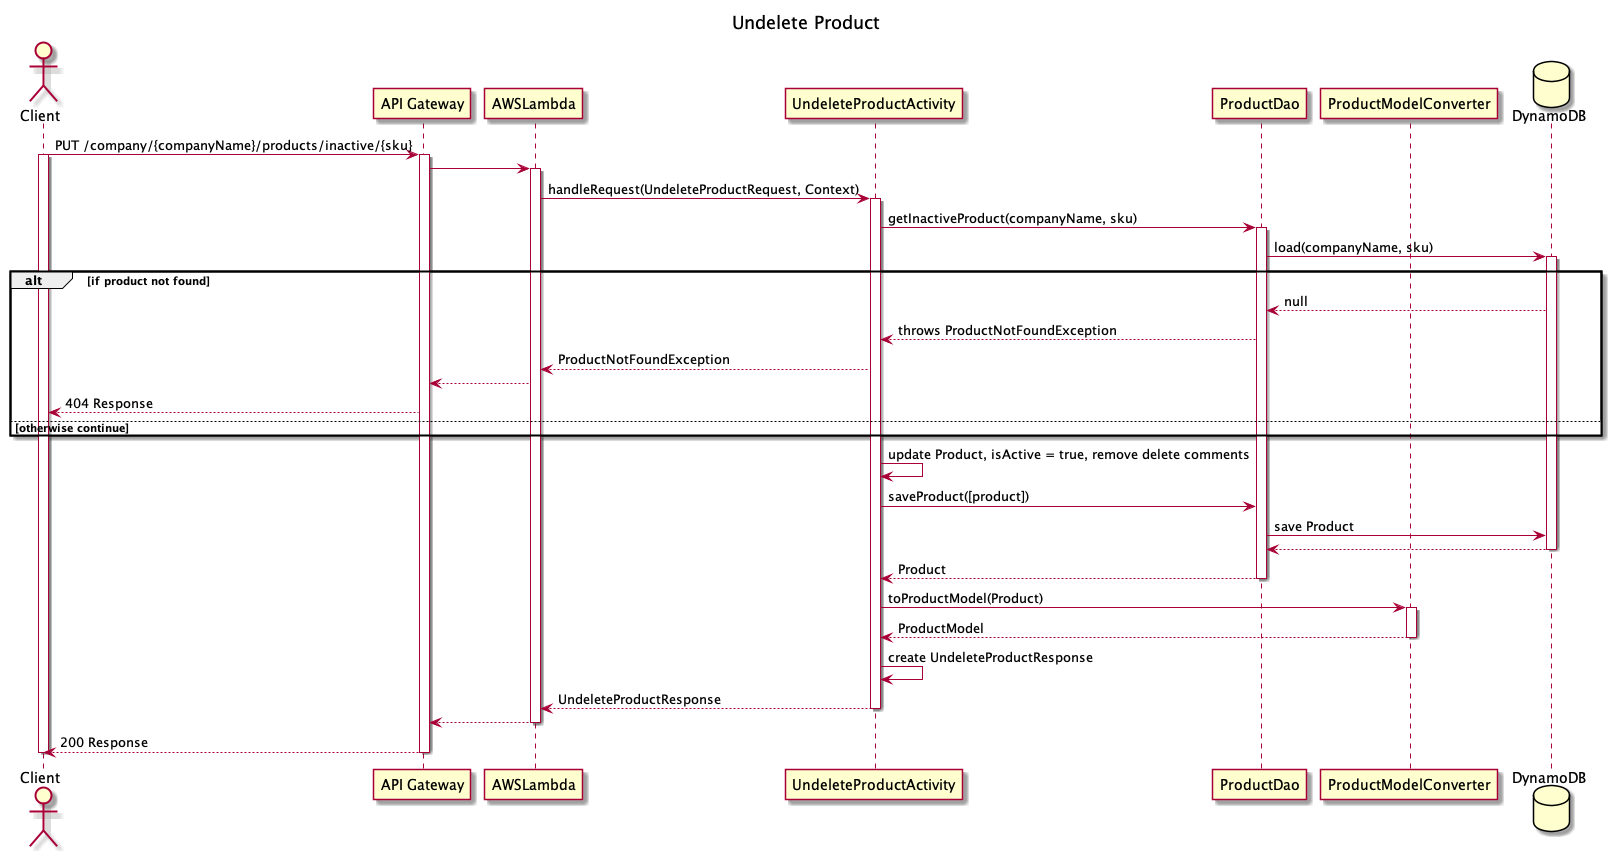 Undelete Product
Client
API Gateway
AWSLambda
UndeleteProductActivity
ProductDao
ProductModelConverter
DynamoDB
PUT /company/{companyName}/products/inactive/{sku}
handleRequest(UndeleteProductRequest, Context)
getInactiveProduct(companyName, sku)
load(companyName, sku)
alt
[if product not found]
null
throws ProductNotFoundException
ProductNotFoundException
404 Response
[otherwise continue]
update Product, isActive = true, remove delete comments
saveProduct([product])
save Product
Product
toProductModel(Product)
ProductModel
create UndeleteProductResponse
UndeleteProductResponse
200 Response
Client
API Gateway
AWSLambda
UndeleteProductActivity
ProductDao
ProductModelConverter
DynamoDB